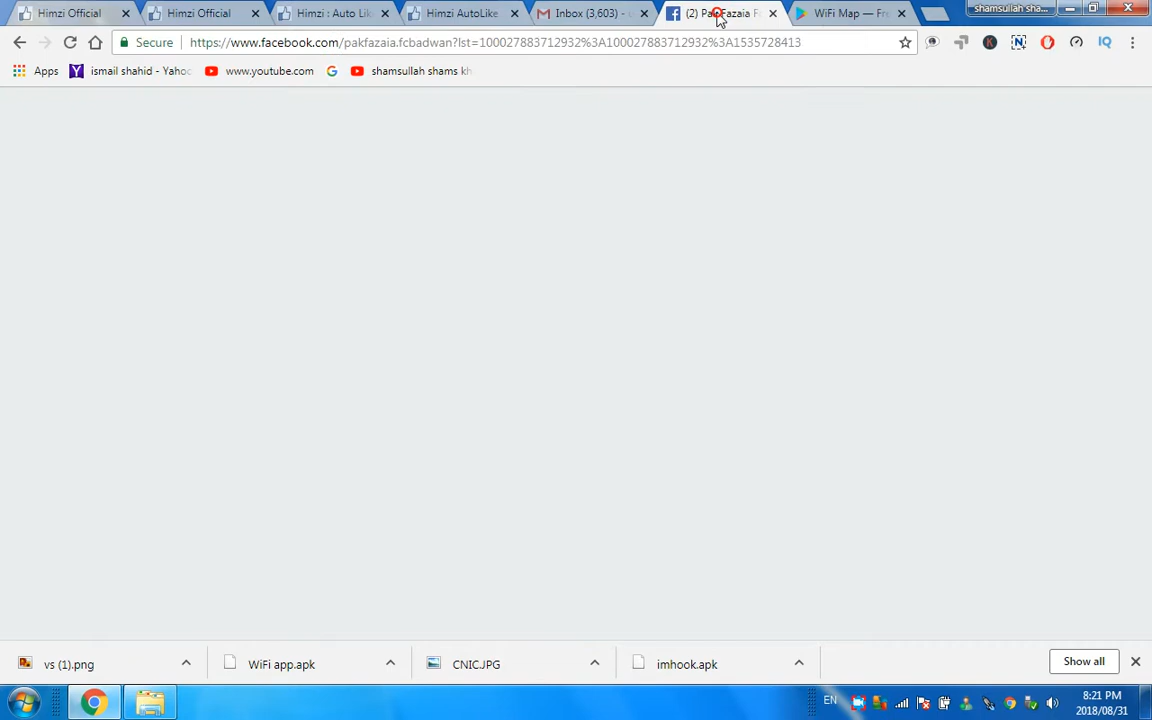 Himzi Official
Himzi Official
Himzi : Auto Lik
Himzi AutoLike
Inbox (3,603) -
(2) PakFazaia Fc
WiFi Map — Fre
shamsullah sha...
Secure
https://www.facebook.com/pakfazaia.fcbadwan?lst=100027883712932%3A100027883712932%3A1535728413
IQ
Apps
ismail shahid - Yahoo
www.youtube.com
shamsullah shams kh
vs (1).png
WiFi app.apk
CNIC.JPG
imhook.apk
Show all
EN
8:21 PM
2018/08/31